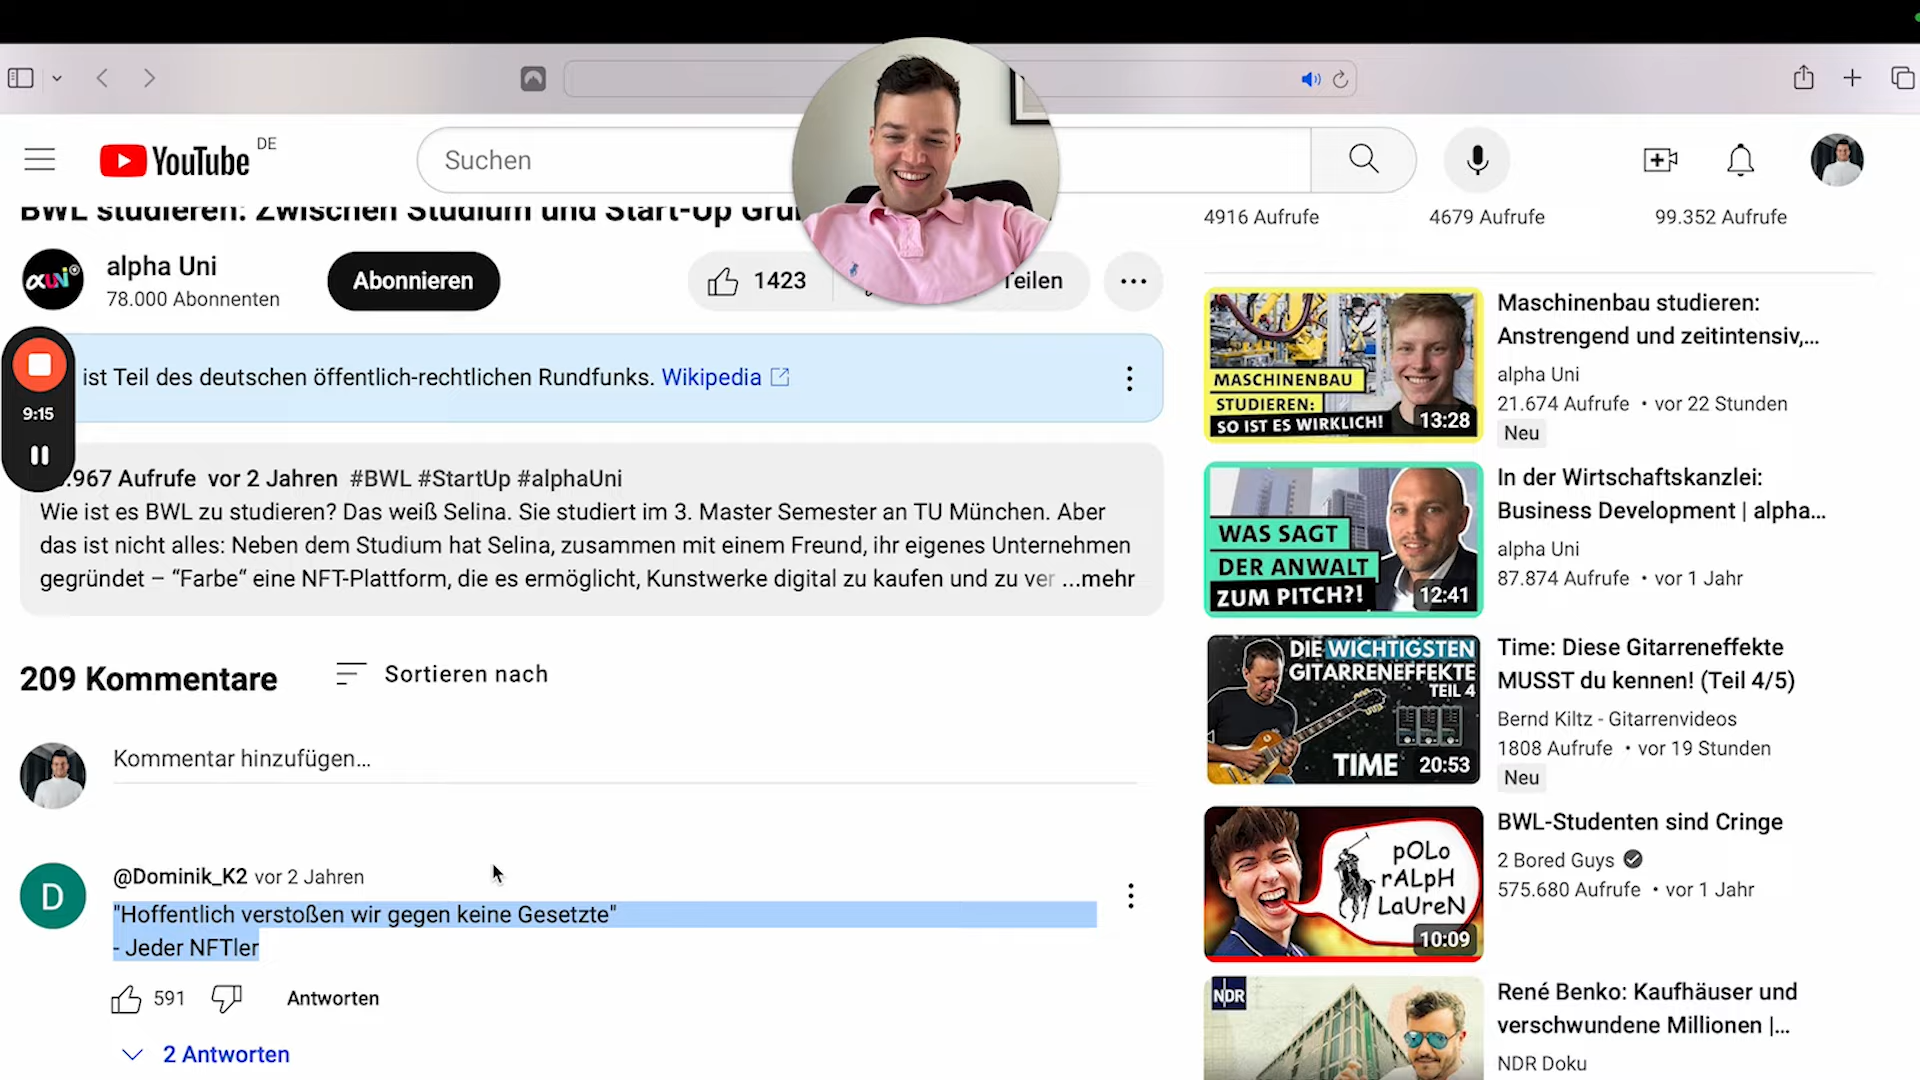 YouTube DE
Suchen
BWL studieren: Zwischen Studium und Start-Up
alpha Uni
78.000 Abonnenten
Abonnieren
1423
Teilen
ist Teil des deutschen öffentlich-rechtlichen Rundfunks. Wikipedia
9:15
.967 Aufrufe vor 2 Jahren #BWL #StartUp #alphaUni
Wie ist es BWL zu studieren? Das weiß Selina. Sie studiert im 3. Master Semester an TU München. Aber
das ist nicht alles: Neben dem Studium hat Selina, zusammen mit einem Freund, ihr eigenes Unternehmen
gegründet – “Farbe“ eine NFT-Plattform, die es ermöglicht, Kunstwerke digital zu kaufen und zu ver ...mehr
209 Kommentare
Sortieren nach
Kommentar hinzufügen...
D
@Dominik_K2 vor 2 Jahren
"Hoffentlich verstoßen wir gegen keine Gesetzte"
- Jeder NFTler
591
Antworten
2 Antworten
4916 Aufrufe
4679 Aufrufe
99.352 Aufrufe
MASCHINENBAU
STUDIEREN:
SO IST ES WIRKLICH!
13:28
Maschinenbau studieren:
Anstrengend und zeitintensiv,...
alpha Uni
21.674 Aufrufe • vor 22 Stunden
Neu
WAS SAGT
DER ANWALT
ZUM PITCH?!
12:41
In der Wirtschaftskanzlei:
Business Development | alpha...
alpha Uni
87.874 Aufrufe • vor 1 Jahr
DIE WICHTIGSTEN
GITARRENEFFEKTE
TEIL 4
TIME
20:53
Time: Diese Gitarreneffekte
MUSST du kennen! (Teil 4/5)
Bernd Kiltz - Gitarrenvideos
1808 Aufrufe • vor 19 Stunden
Neu
pOLo
rALpH
LaUreN
10:09
BWL-Studenten sind Cringe
2 Bored Guys
575.680 Aufrufe • vor 1 Jahr
NDR
René Benko: Kaufhäuser und
verschwundene Millionen |...
NDR Doku